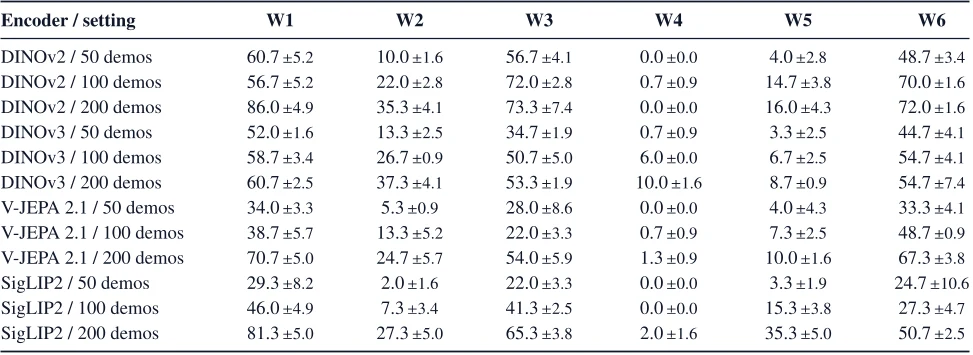 Encoder / setting W1 W2 W3 W4 W5 W6
DINOv2 / 50 demos 60.7 ±5.2 10.0 ±1.6 56.7 ±4.1 0.0 ±0.0 4.0 ±2.8 48.7 ±3.4
DINOv2 / 100 demos 56.7 ±5.2 22.0 ±2.8 72.0 ±2.8 0.7 ±0.9 14.7 ±3.8 70.0 ±1.6
DINOv2 / 200 demos 86.0 ±4.9 35.3 ±4.1 73.3 ±7.4 0.0 ±0.0 16.0 ±4.3 72.0 ±1.6
DINOv3 / 50 demos 52.0 ±1.6 13.3 ±2.5 34.7 ±1.9 0.7 ±0.9 3.3 ±2.5 44.7 ±4.1
DINOv3 / 100 demos 58.7 ±3.4 26.7 ±0.9 50.7 ±5.0 6.0 ±0.0 6.7 ±2.5 54.7 ±4.1
DINOv3 / 200 demos 60.7 ±2.5 37.3 ±4.1 53.3 ±1.9 10.0 ±1.6 8.7 ±0.9 54.7 ±7.4
V-JEPA 2.1 / 50 demos 34.0 ±3.3 5.3 ±0.9 28.0 ±8.6 0.0 ±0.0 4.0 ±4.3 33.3 ±4.1
V-JEPA 2.1 / 100 demos 38.7 ±5.7 13.3 ±5.2 22.0 ±3.3 0.7 ±0.9 7.3 ±2.5 48.7 ±0.9
V-JEPA 2.1 / 200 demos 70.7 ±5.0 24.7 ±5.7 54.0 ±5.9 1.3 ±0.9 10.0 ±1.6 67.3 ±3.8
SigLIP2 / 50 demos 29.3 ±8.2 2.0 ±1.6 22.0 ±3.3 0.0 ±0.0 3.3 ±1.9 24.7 ±10.6
SigLIP2 / 100 demos 46.0 ±4.9 7.3 ±3.4 41.3 ±2.5 0.0 ±0.0 15.3 ±3.8 27.3 ±4.7
SigLIP2 / 200 demos 81.3 ±5.0 27.3 ±5.0 65.3 ±3.8 2.0 ±1.6 35.3 ±5.0 50.7 ±2.5